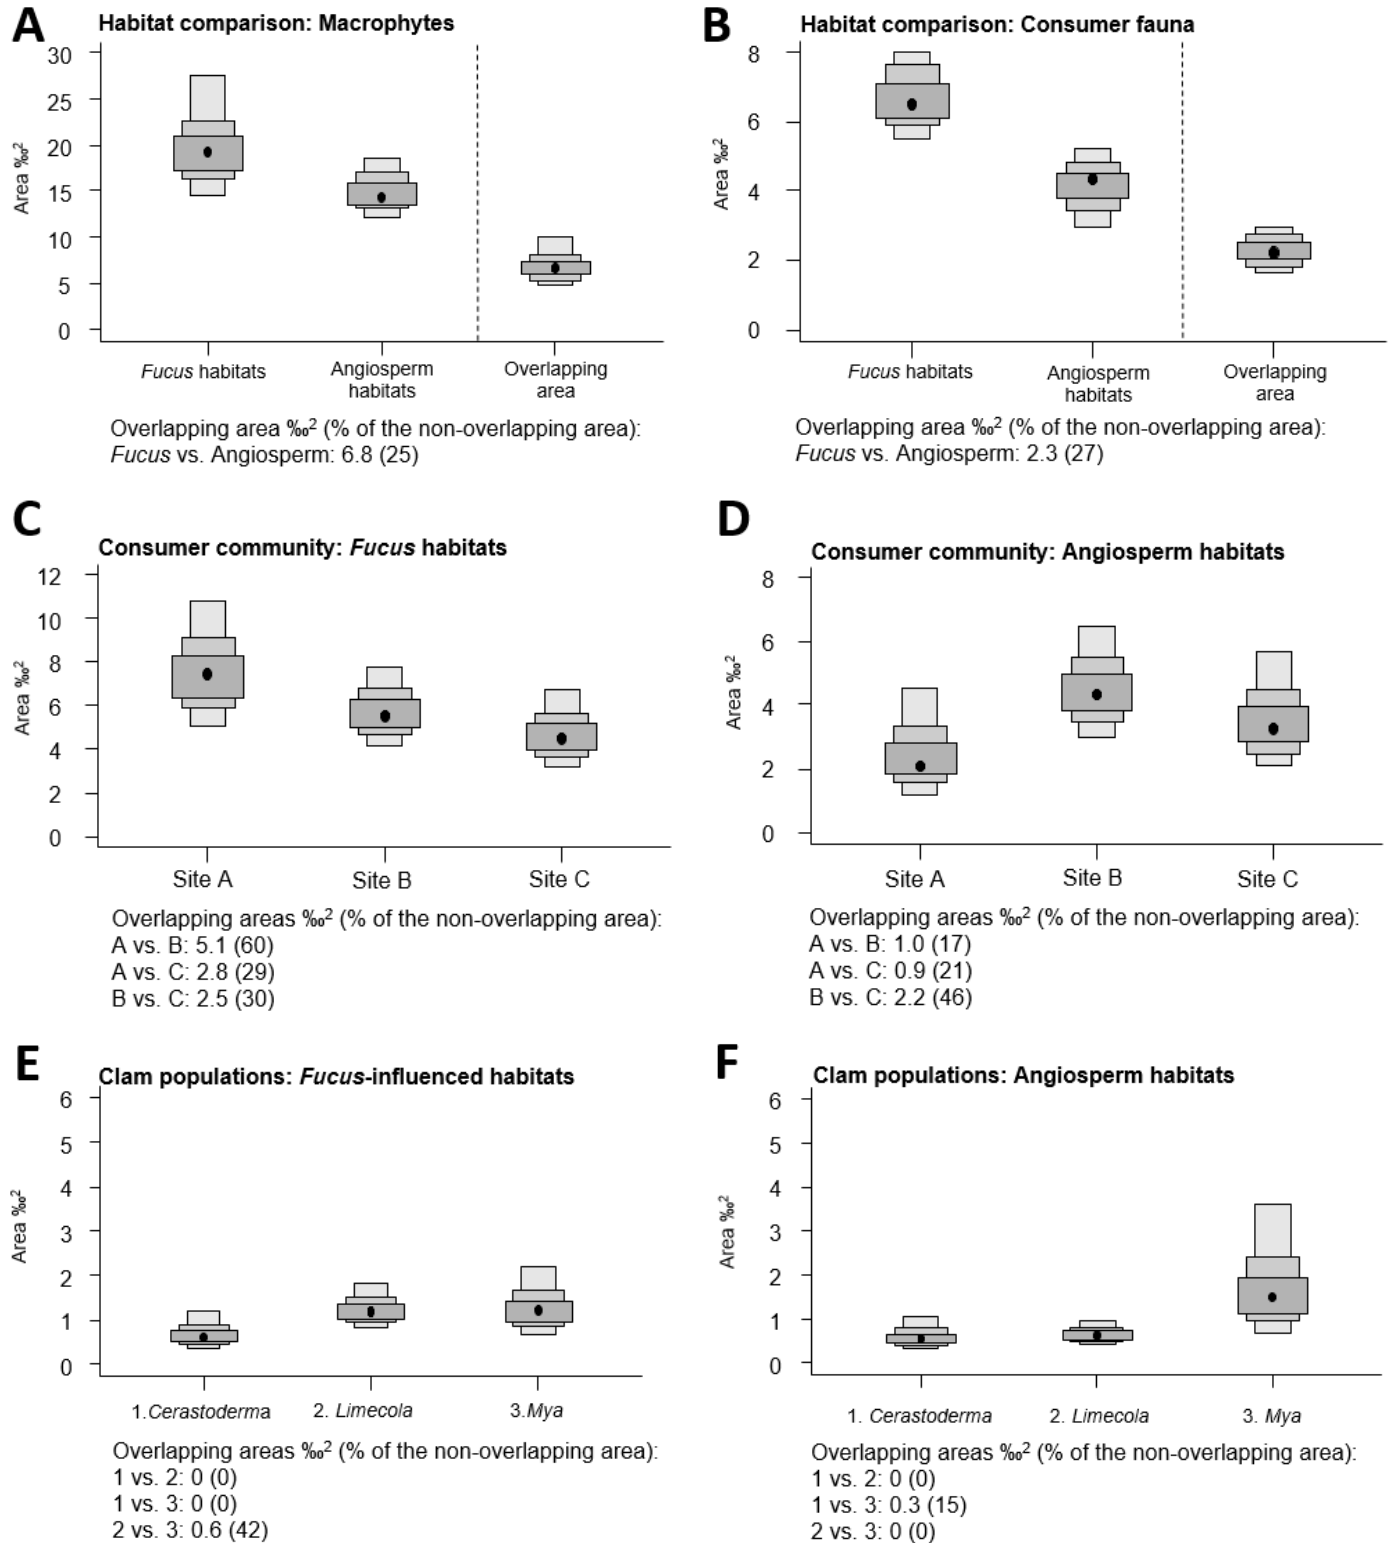 A
Habitat comparison: Macrophytes
30
25
20
15
10
5
0
Area ‰²
Fucus habitats
Angiosperm
habitats
Overlapping
area
Overlapping area ‰² (% of the non-overlapping area):
Fucus vs. Angiosperm: 6.8 (25)
B
Habitat comparison: Consumer fauna
8
6
4
2
0
Area ‰²
Fucus habitats
Angiosperm
habitats
Overlapping
area
Overlapping area ‰² (% of the non-overlapping area):
Fucus vs. Angiosperm: 2.3 (27)
C
Consumer community: Fucus habitats
12
10
8
6
4
2
0
Area ‰²
Site A
Site B
Site C
Overlapping areas ‰² (% of the non-overlapping area):
A vs. B: 5.1 (60)
A vs. C: 2.8 (29)
B vs. C: 2.5 (30)
D
Consumer community: Angiosperm habitats
8
6
4
2
0
Area ‰²
Site A
Site B
Site C
Overlapping areas ‰² (% of the non-overlapping area):
A vs. B: 1.0 (17)
A vs. C: 0.9 (21)
B vs. C: 2.2 (46)
E
Clam populations: Fucus-influenced habitats
6
5
4
3
2
1
0
Area ‰²
1.Cerastoderma
2. Limecola
3.Mya
Overlapping areas ‰² (% of the non-overlapping area):
1 vs. 2: 0 (0)
1 vs. 3: 0 (0)
2 vs. 3: 0.6 (42)
F
Clam populations: Angiosperm habitats
6
5
4
3
2
1
0
Area ‰²
1. Cerastoderma
2. Limecola
3. Mya
Overlapping areas ‰² (% of the non-overlapping area):
1 vs. 2: 0 (0)
1 vs. 3: 0.3 (15)
2 vs. 3: 0 (0)